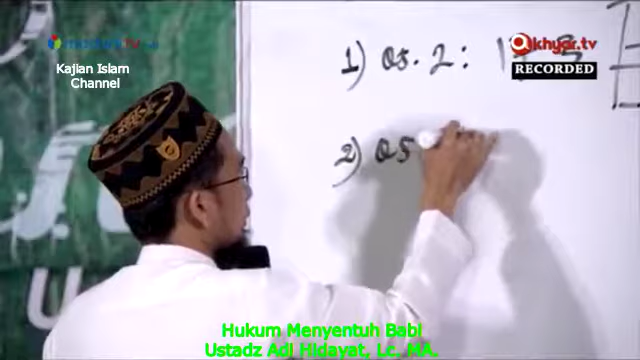 Kajian Islam
Channel
khyar.tv
RECORDED
1) QS. 2:
2) QS
Hukum Menyentuh Babi
Ustadz Adi Hidayat, Lc. MA.